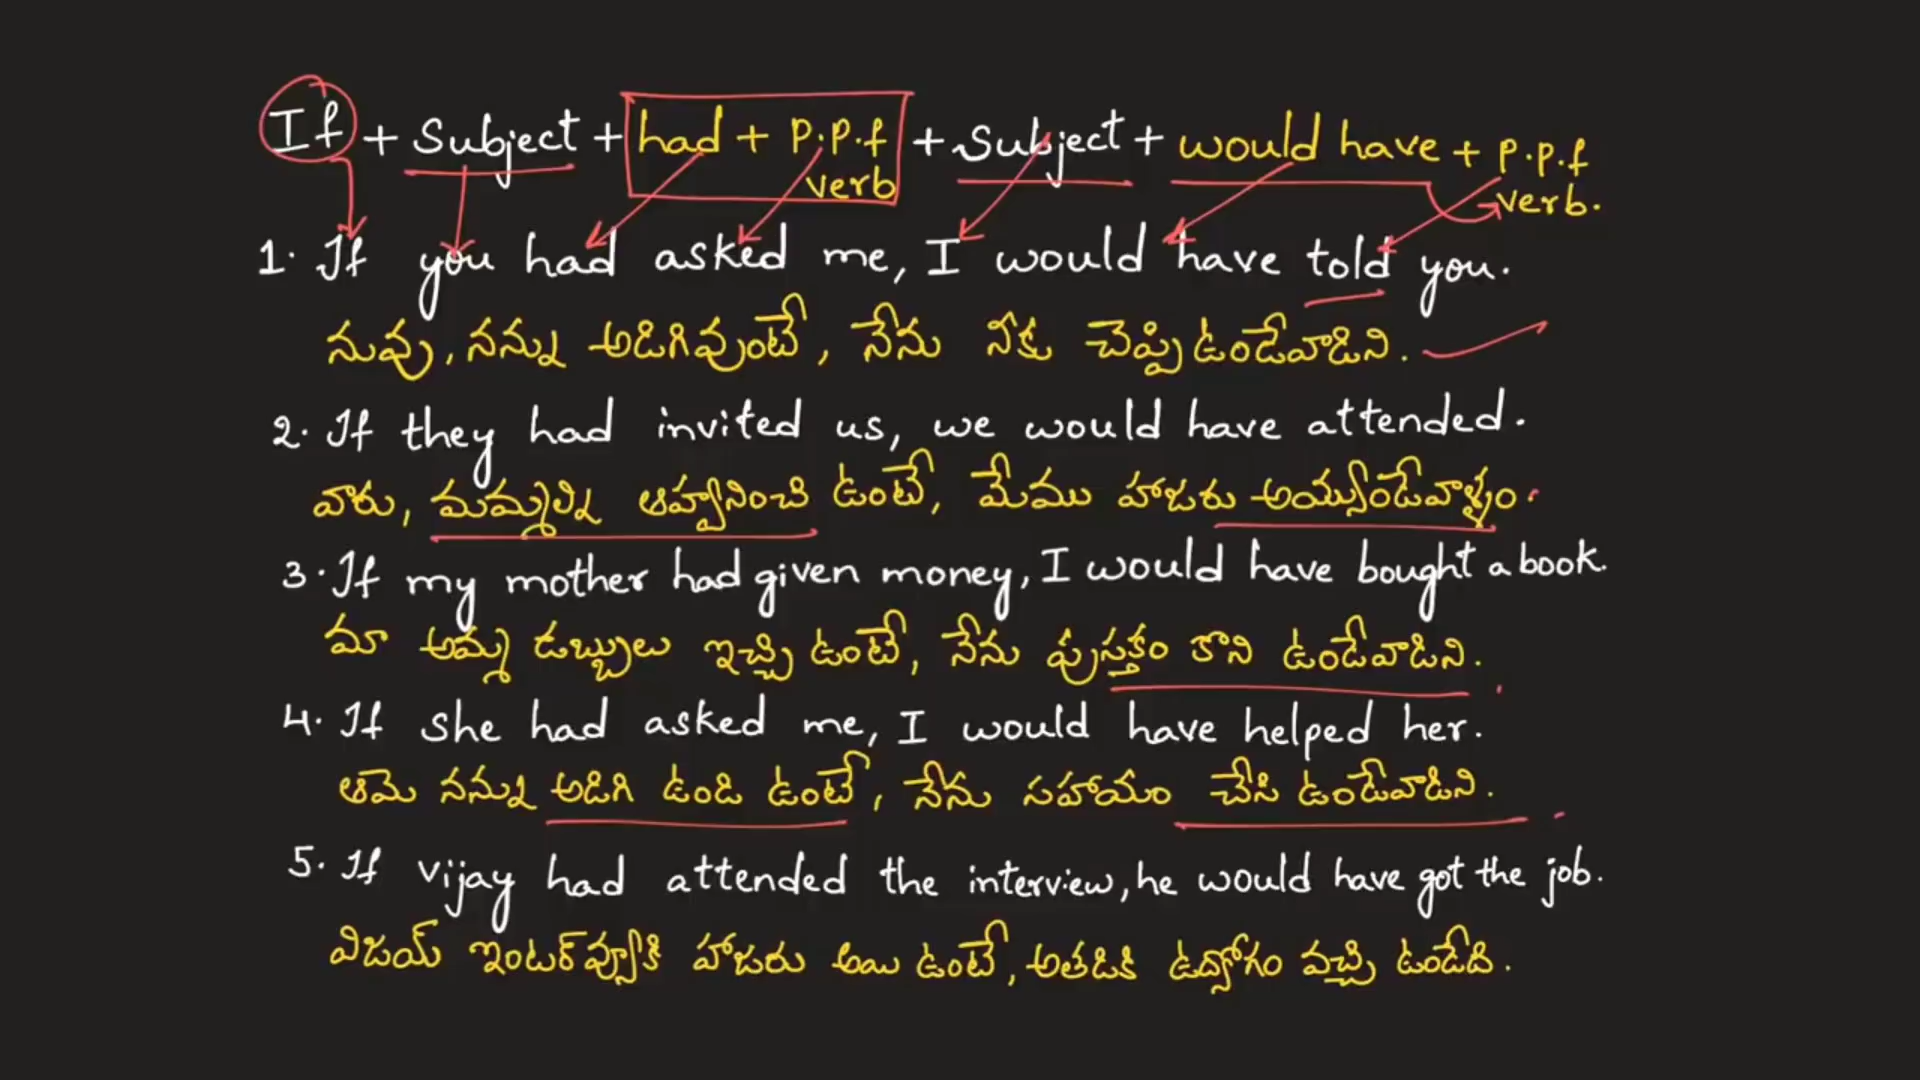 If + Subject + had + P.P.f + Subject + would have + P.P.f
verb verb.
1. If you had asked me, I would have told you.
నువు, నన్ను అడిగివుంటే, నేను నీకు చెప్పి ఉండేవాడిని.
2. If they had invited us, we would have attended.
వారు, మమ్మల్ని ఆహ్వానించి ఉంటే, మేము హాజరు అయ్యుండేవాళ్ళం.
3. If my mother had given money, I would have bought a book.
మా అమ్మ డబ్బులు ఇచ్చి ఉంటే, నేను పుస్తకం కొని ఉండేవాడిని.
4. If she had asked me, I would have helped her.
ఆమె నన్ను అడిగి ఉండి ఉంటే, నేను సహాయం చేసి ఉండేవాడిని.
5. If vijay had attended the interview, he would have got the job.
విజయ్ ఇంటర్వ్యూకి హాజరు అయి ఉంటే, అతడికి ఉద్యోగం వచ్చి ఉండేది.